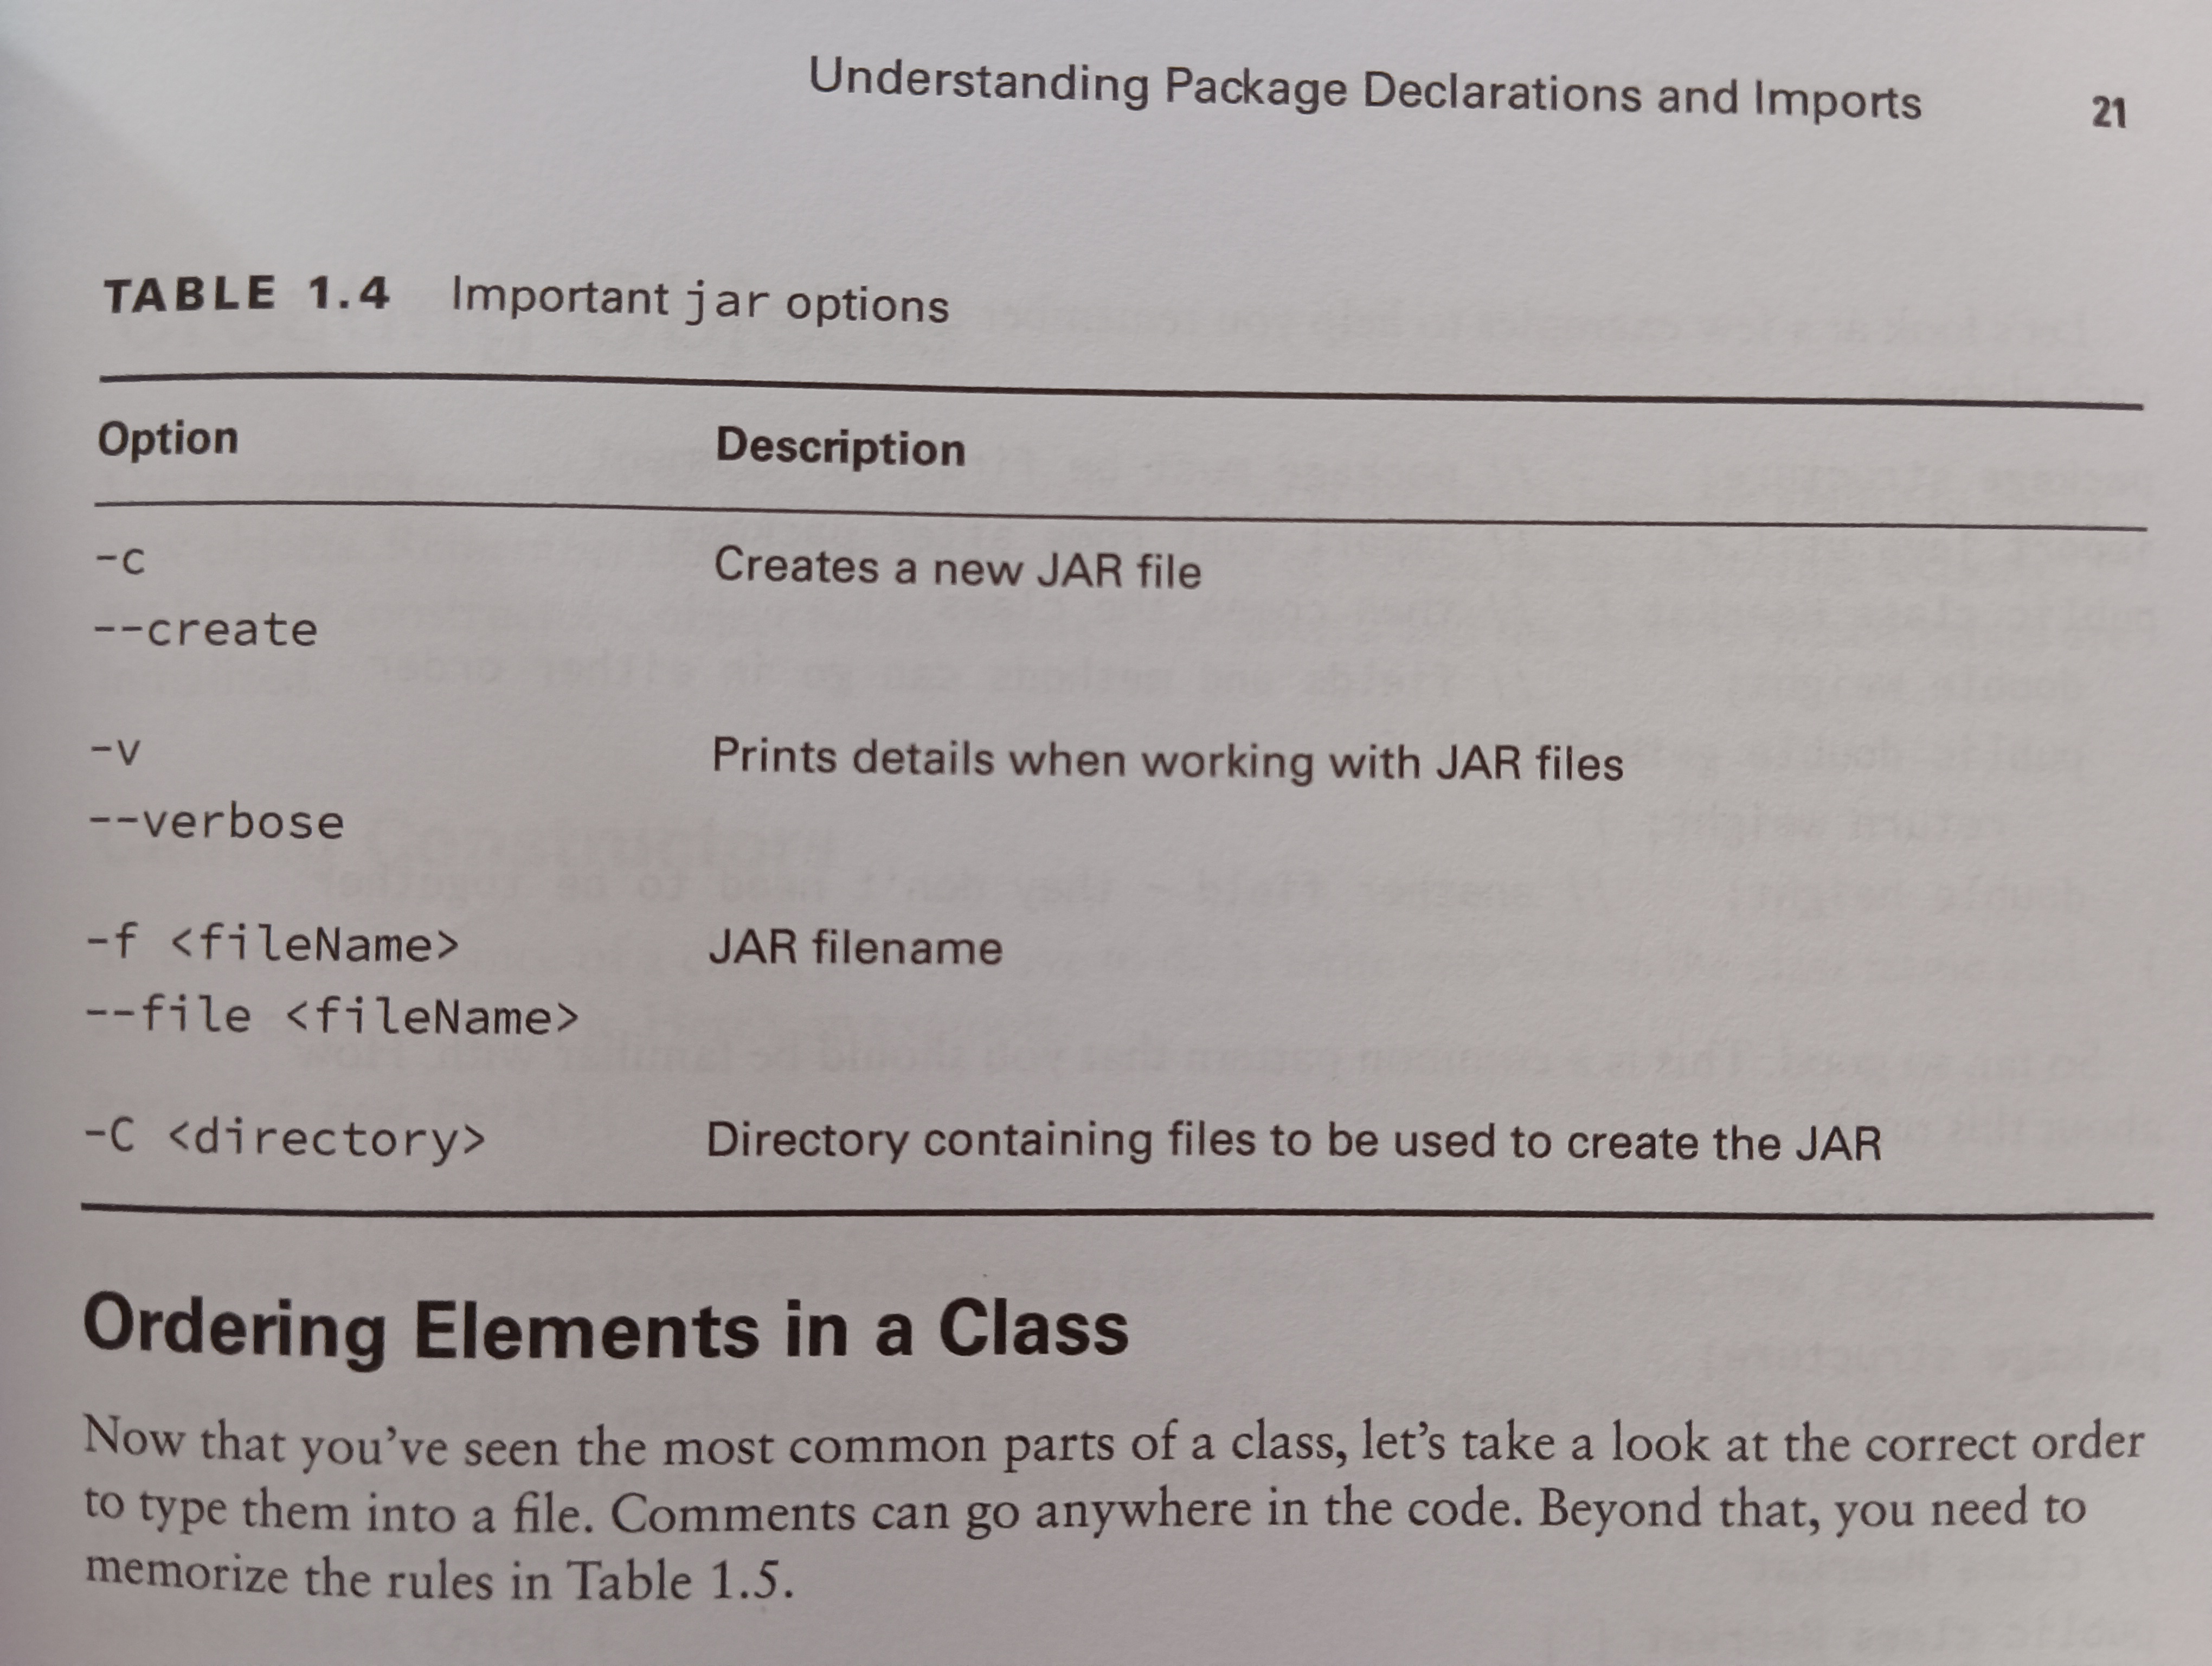 Understanding Package Declarations and Imports 21
TABLE 1.4 Important jar options
Option Description
-c Creates a new JAR file
--create
-v Prints details when working with JAR files
--verbose
-f <fileName> JAR filename
--file <fileName>
-C <directory> Directory containing files to be used to create the JAR
Ordering Elements in a Class
Now that you've seen the most common parts of a class, let's take a look at the correct order
to type them into a file. Comments can go anywhere in the code. Beyond that, you need to
memorize the rules in Table 1.5.